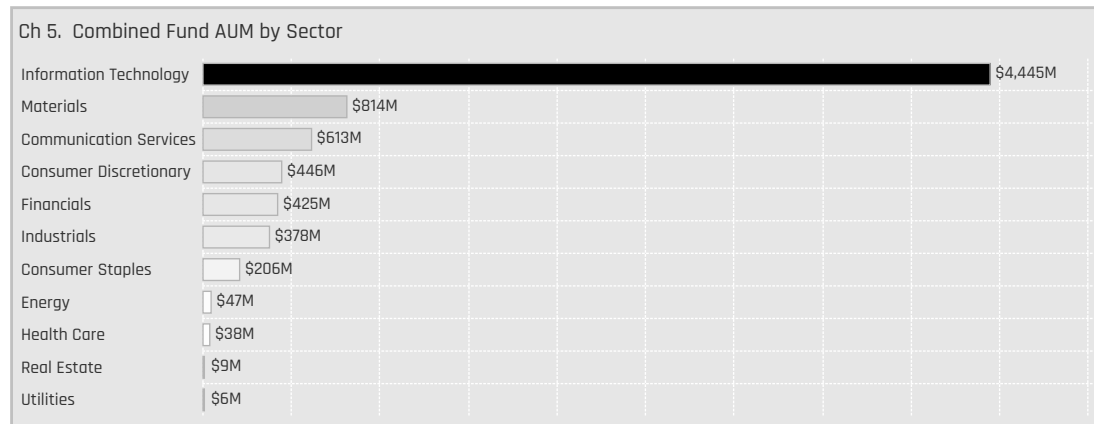 Ch 5. Combined Fund AUM by Sector
Information Technology $4,445M
Materials $814M
Communication Services $613M
Consumer Discretionary $446M
Financials $425M
Industrials $378M
Consumer Staples $206M
Energy $47M
Health Care $38M
Real Estate $9M
Utilities $6M